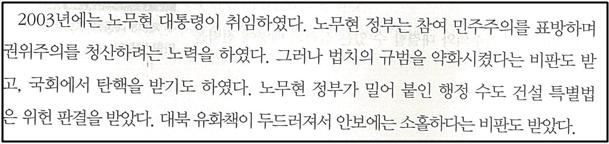 2003년에는 노무현 대통령이 취임하였다. 노무현 정부는 참여 민주주의를 표방하며
권위주의를 청산하려는 노력을 하였다. 그러나 법치의 규범을 약화시켰다는 비판도 받
고, 국회에서 탄핵을 받기도 하였다. 노무현 정부가 밀어 붙인 행정 수도 건설 특별법
은 위헌 판결을 받았다. 대북 유화책이 두드러져서 안보에는 소홀하다는 비판도 받았다.